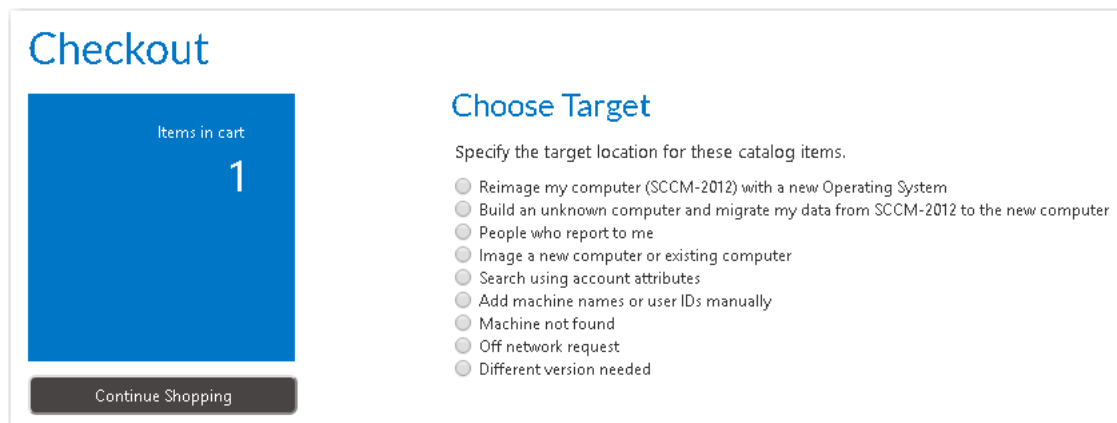 Checkout
Items in cart
1
Continue Shopping
Choose Target
Specify the target location for these catalog items.
Reimage my computer (SCCM-2012) with a new Operating System
Build an unknown computer and migrate my data from SCCM-2012 to the new computer
People who report to me
Image a new computer or existing computer
Search using account attributes
Add machine names or user IDs manually
Machine not found
Off network request
Different version needed